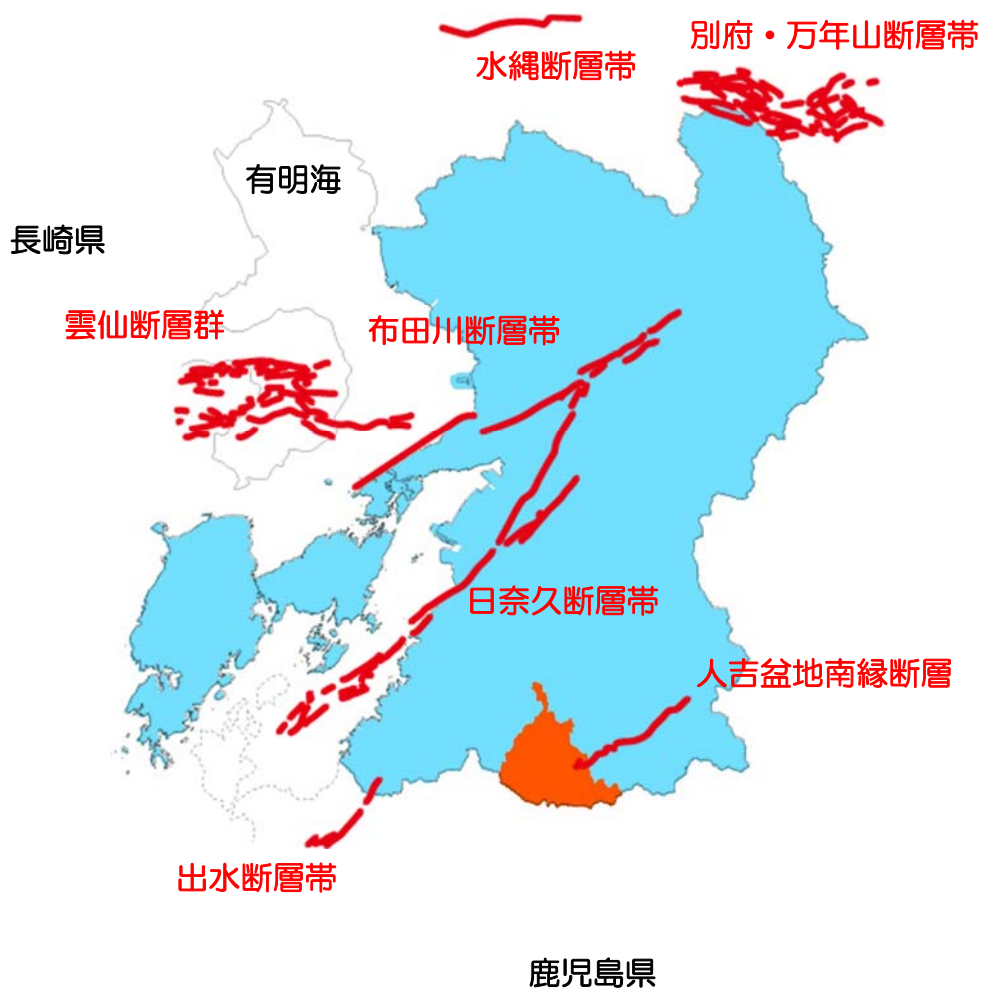 別府・万年山断層帯
水縄断層帯
有明海
長崎県
雲仙断層群
布田川断層帯
日奈久断層帯
人吉盆地南縁断層
出水断層帯
鹿児島県